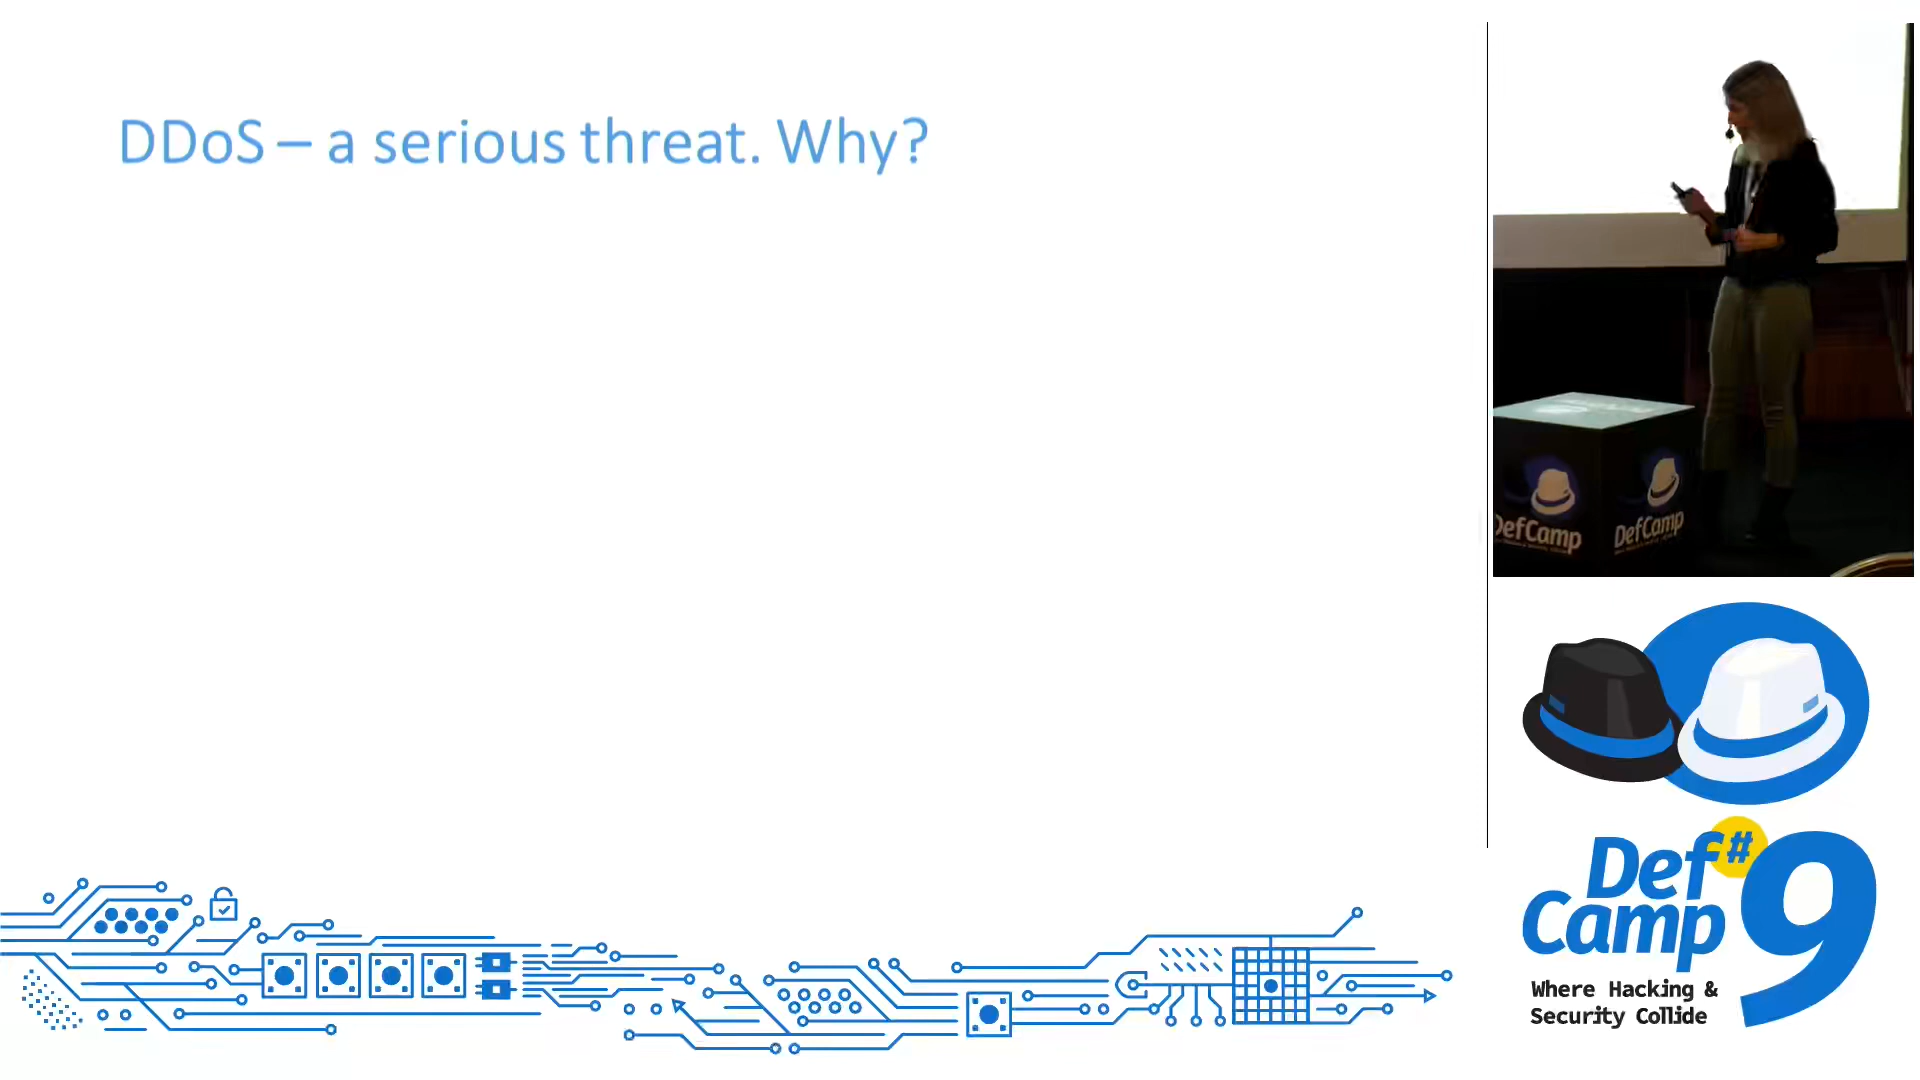 DDoS – a serious threat. Why?
DefCamp
DefCamp
Def
Camp
#9
Where Hacking &
Security Collide